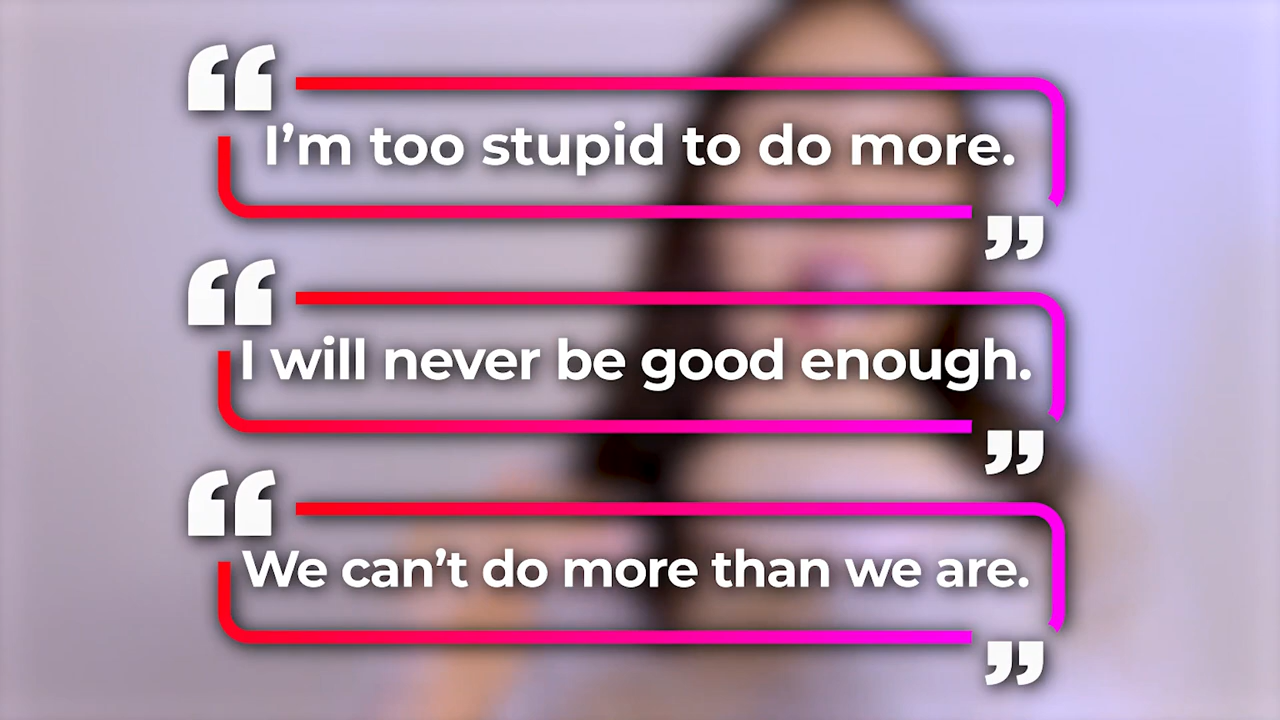 “I’m too stupid to do more.”
“I will never be good enough.”
“We can’t do more than we are.”